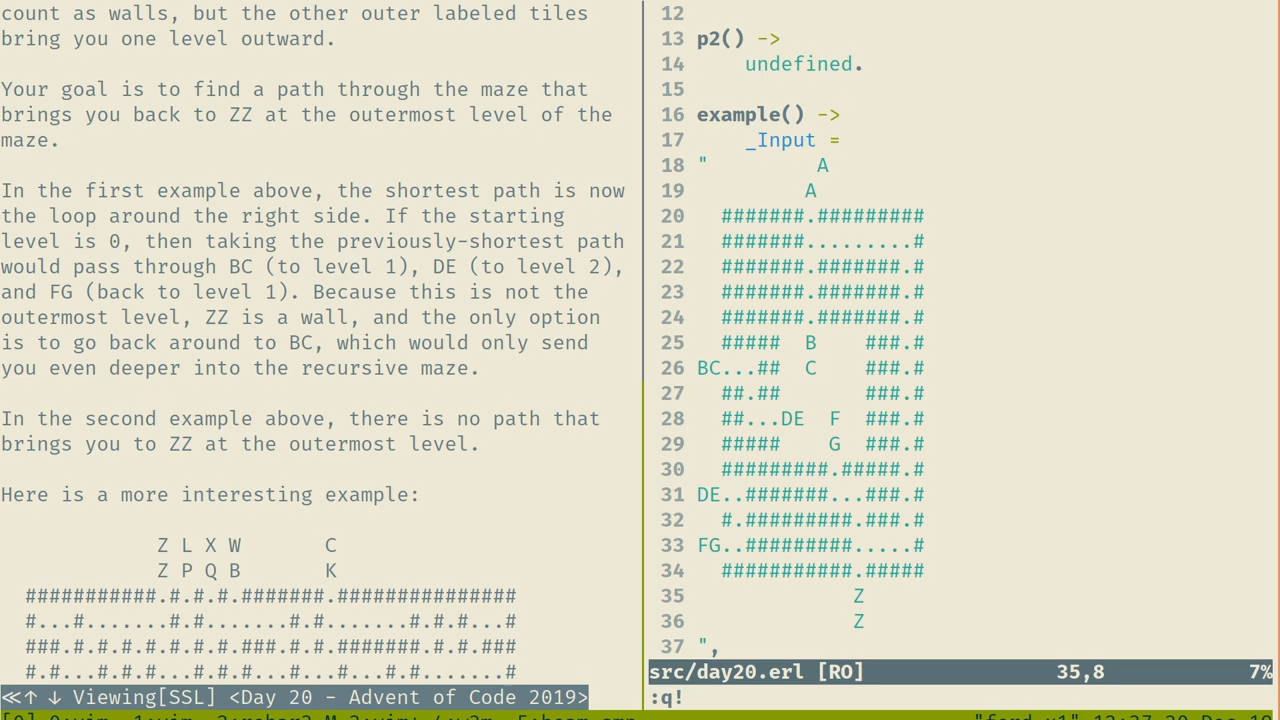 count as walls, but the other outer labeled tiles
bring you one level outward.

Your goal is to find a path through the maze that
brings you back to ZZ at the outermost level of the
maze.

In the first example above, the shortest path is now
the loop around the right side. If the starting
level is 0, then taking the previously-shortest path
would pass through BC (to level 1), DE (to level 2),
and FG (back to level 1). Because this is not the
outermost level, ZZ is a wall, and the only option
is to go back around to BC, which would only send
you even deeper into the recursive maze.

In the second example above, there is no path that
brings you to ZZ at the outermost level.

Here is a more interesting example:

             Z L X W       C
             Z P Q B       K
  ###########.#.#.#.#######.###############
  #...#.......#.#.......#.#.......#.#.#...#
  ###.#.#.#.#.#.#.#.###.#.#.#######.#.#.###
  #.#...#.#.#...#.#.#...#...#...#.#.......#
≪↑ ↓ Viewing[SSL] <Day 20 - Advent of Code 2019>
12
13 p2() ->
14     undefined.
15
16 example() ->
17     _Input =
18 "         A
19          A
20   #######.#########
21   #######.........#
22   #######.#######.#
23   #######.#######.#
24   #######.#######.#
25   #####  B    ###.#
26 BC...##  C    ###.#
27   ##.##       ###.#
28   ##...DE  F  ###.#
29   #####    G  ###.#
30   #########.#####.#
31 DE..#######...###.#
32   #.#########.###.#
33 FG..#########.....#
34   ###########.#####
35              Z
36              Z
37 ",
src/day20.erl [RO]                35,8            7%
:q!